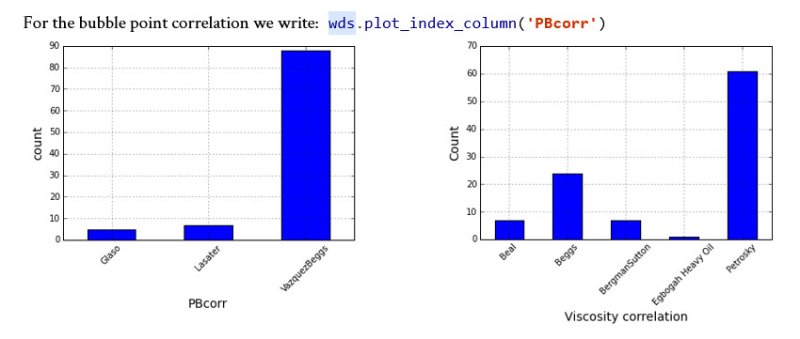 For the bubble point correlation we write: wds.plot_index_column('PBcorr')
90
80
70
60
50
40
30
20
10
0
count
Glaso
Lasater
VazquezBeggs
PBcorr
70
60
50
40
30
20
10
0
Count
Beal
Beggs
BergmanSutton
Egbogah Heavy Oil
Petrosky
Viscosity correlation